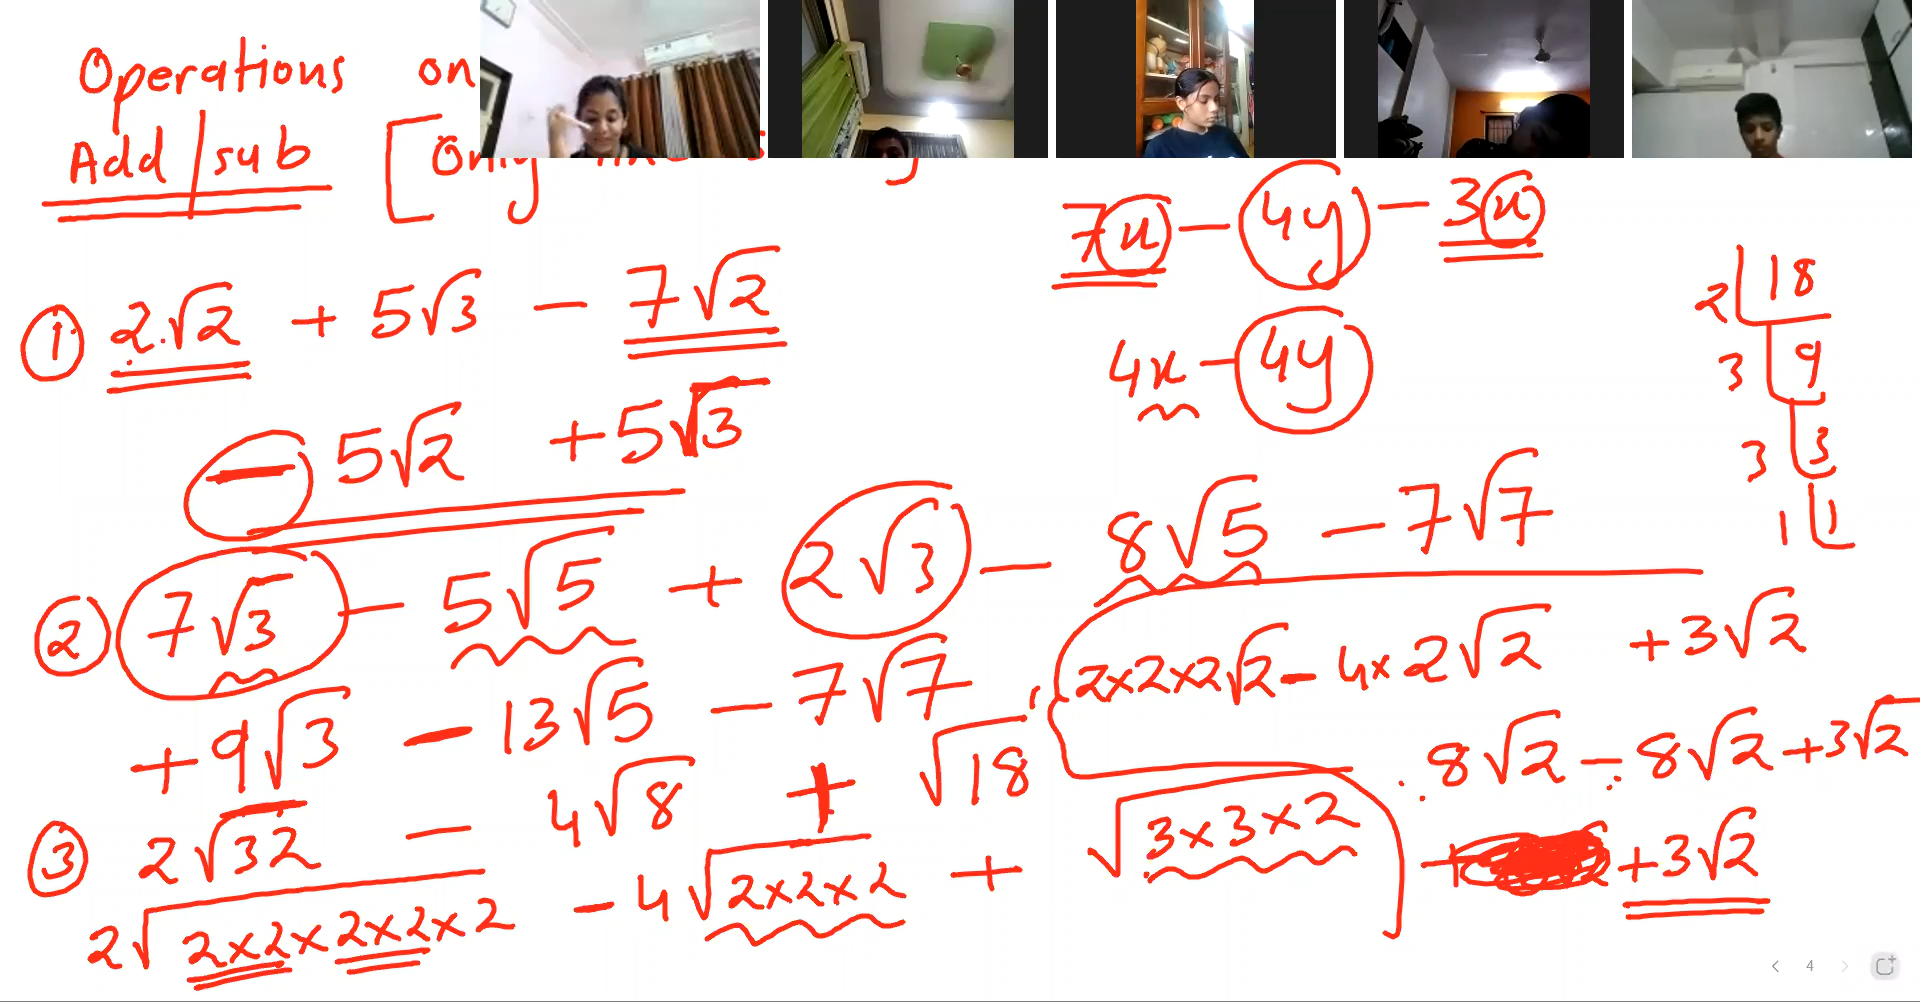 Operations on
Add/sub [Only
① 2.√2 + 5√3 − 7√2
− 5√2 + 5√3
② 7√3 − 5√5 + 2√3 − 8√5 − 7√7
+ 9√3 − 13√5 − 7√7
③ 2√32 − 4√8 + √18
2√2×2×2×2×2 − 4√2×2×2 + √3×3×2
7x − 4y − 3x
4x − 4y
2 18
3 9
3 3
1 1
2×2×2√2 − 4×2√2 + 3√2
8√2 − 8√2 + 3√2
+3√2
4